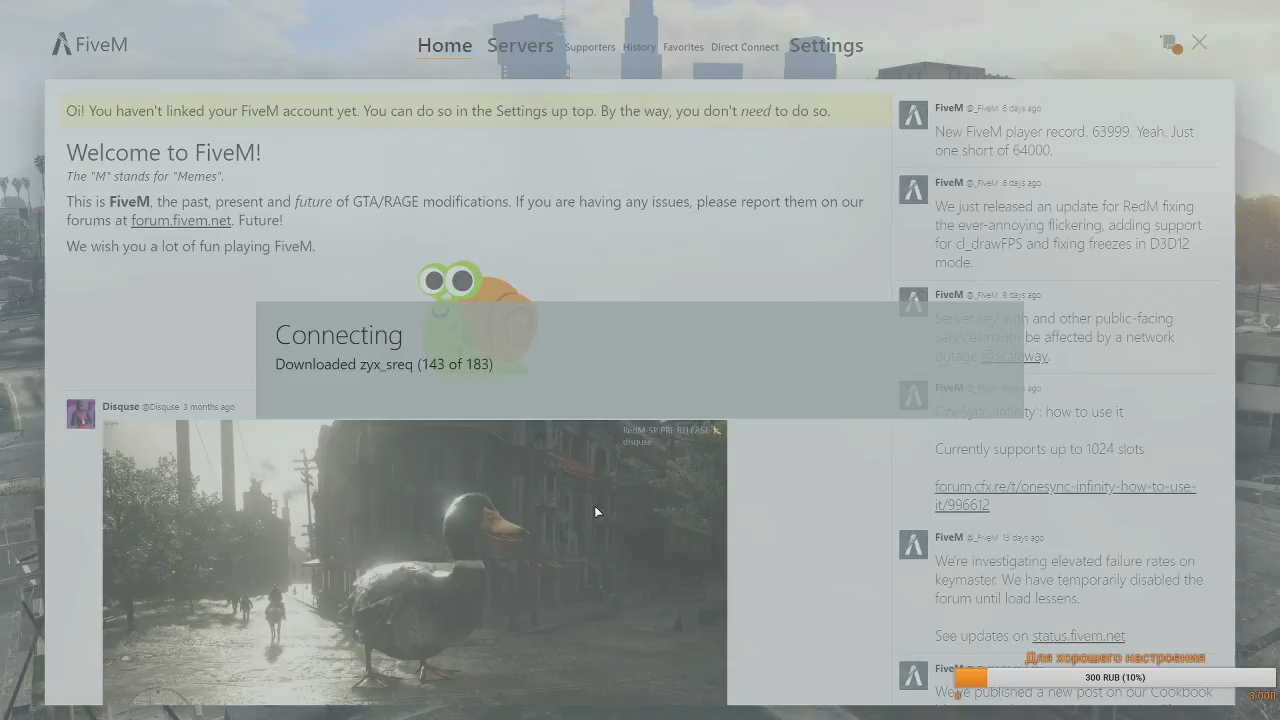 FiveM
Home Servers Supporters History Favorites Direct Connect Settings
Oi! You haven't linked your FiveM account yet. You can do so in the Settings up top. By the way, you don't need to do so.
Welcome to FiveM!
The "M" stands for "Memes".
This is FiveM, the past, present and future of GTA/RAGE modifications. If you are having any issues, please report them on our
forums at forum.fivem.net. Future!
We wish you a lot of fun playing FiveM.
Connecting
Downloaded zyx_sreq (143 of 183)
Disquse @Disquse 3 months ago
RedM-SP PRE-RELEASE
disquse
FiveM @_FiveM 6 days ago
New FiveM player record. 63999. Yeah. Just
one short of 64000.
FiveM @_FiveM 6 days ago
We just released an update for RedM fixing
the ever-annoying flickering, adding support
for cl_drawFPS and fixing freezes in D3D12
mode.
FiveM @_FiveM 6 days ago
Server key auth and other public-facing
services might be affected by a network
outage @scaleway.
FiveM @_FiveM days ago
OneSync 'Infinity': how to use it
Currently supports up to 1024 slots
forum.cfx.re/t/onesync-infinity-how-to-use-
it/996612
FiveM @_FiveM 13 days ago
We're investigating elevated failure rates on
keymaster. We have temporarily disabled the
forum until load lessens.
See updates on status.fivem.net
FiveM
We've published a new post on our Cookbook
Для хорошего настроения
300 RUB (10%)
0 3 000